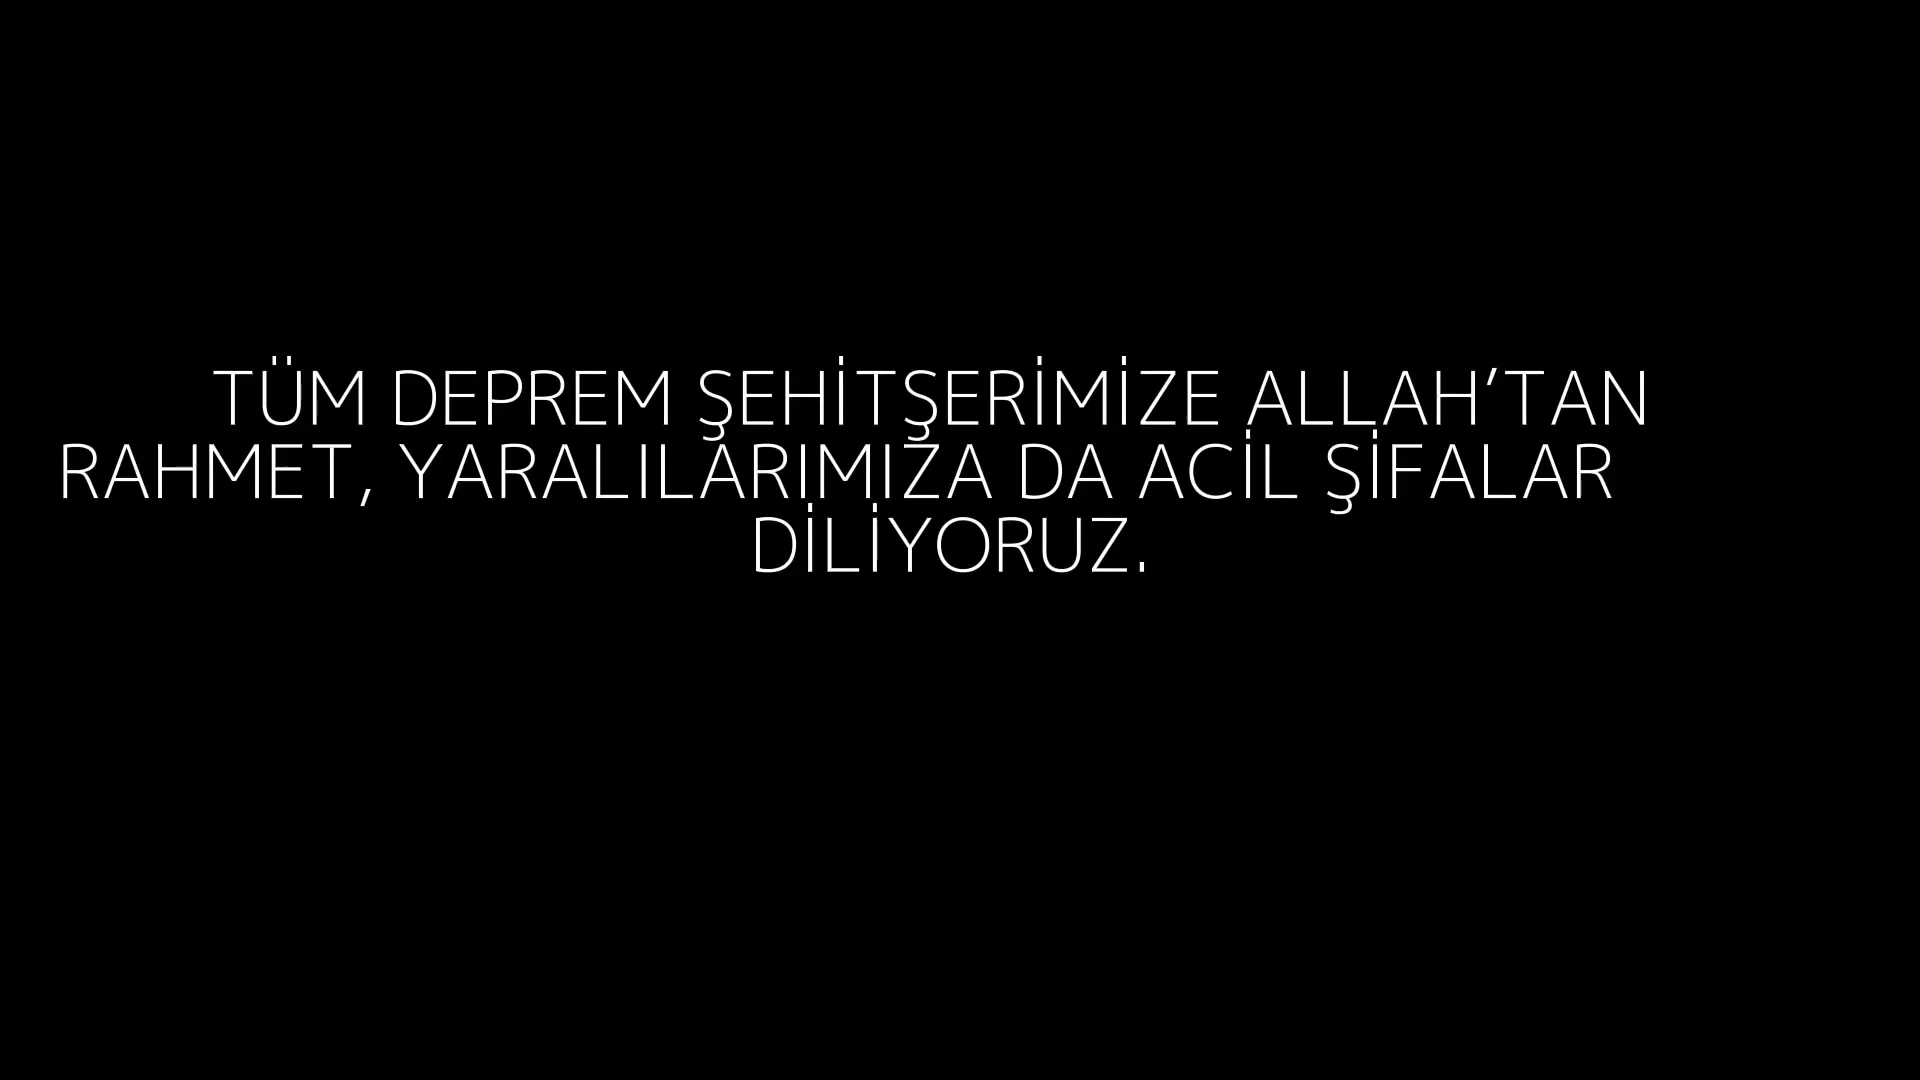 TÜM DEPREM ŞEHİTŞERİMİZE ALLAH’TAN
RAHMET, YARALILARIMIZA DA ACİL ŞİFALAR
DİLİYORUZ.